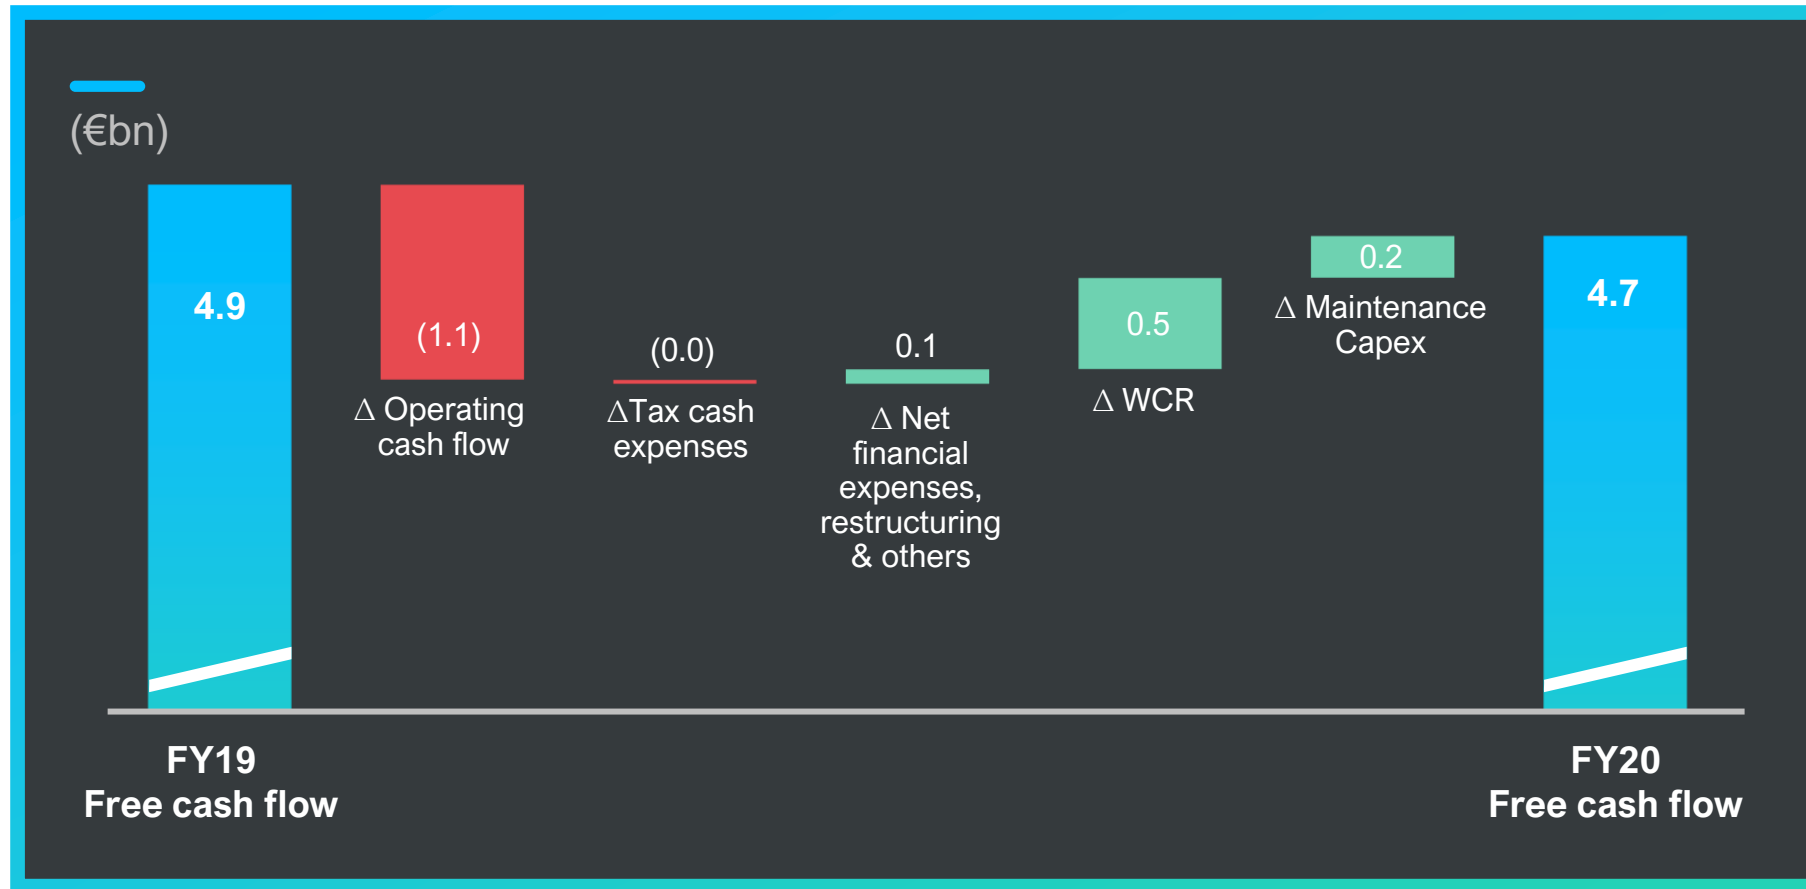 (€bn)
4.9
(1.1)
Δ Operating
cash flow
(0.0)
ΔTax cash
expenses
0.1
Δ Net
financial
expenses,
restructuring
& others
0.5
Δ WCR
0.2
Δ Maintenance
Capex
4.7
FY19
Free cash flow
FY20
Free cash flow